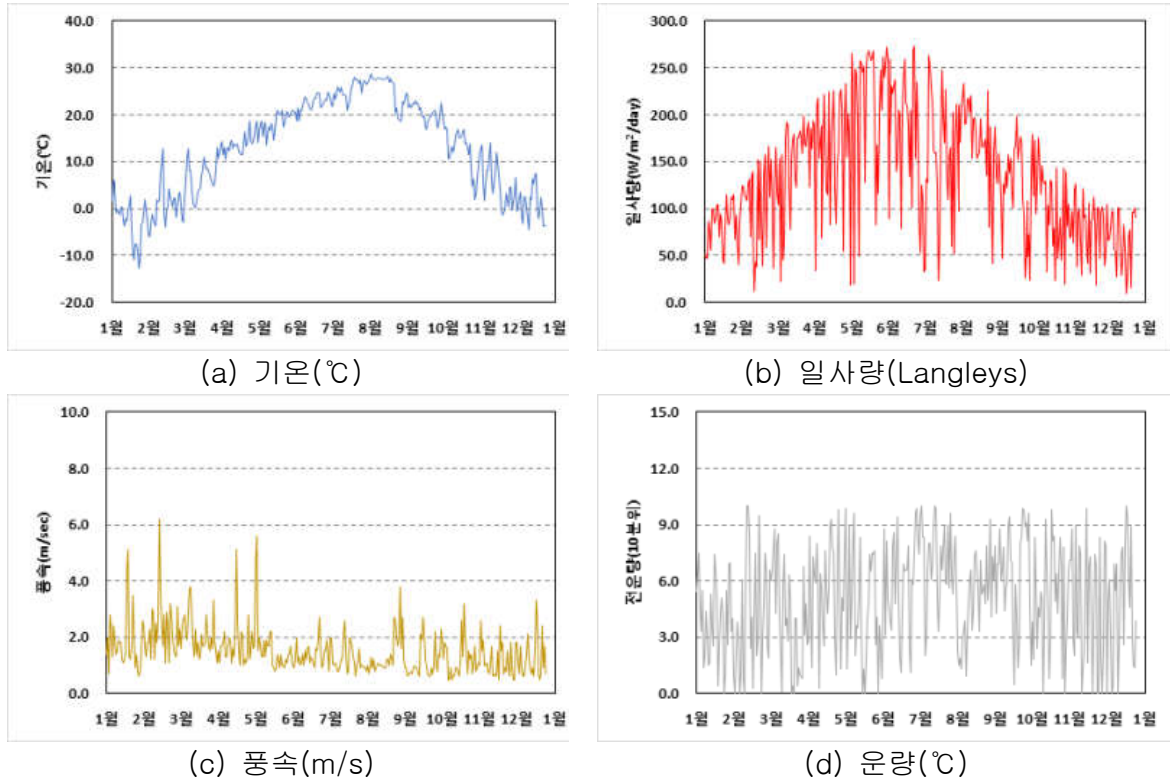 40.0
30.0
20.0
10.0
0.0
-10.0
-20.0
기온(℃)
1월 2월 3월 4월 5월 6월 7월 8월 9월 10월 11월 12월 1월
(a) 기온(℃)
300.0
250.0
200.0
150.0
100.0
50.0
0.0
일사량(W/m²/day)
1월 2월 3월 4월 5월 6월 7월 8월 9월 10월 11월 12월 1월
(b) 일사량(Langleys)
10.0
8.0
6.0
4.0
2.0
0.0
풍속(m/sec)
1월 2월 3월 4월 5월 6월 7월 8월 9월 10월 11월 12월 1월
(c) 풍속(m/s)
15.0
12.0
9.0
6.0
3.0
0.0
전운량(10분위)
1월 2월 3월 4월 5월 6월 7월 8월 9월 10월 11월 12월 1월
(d) 운량(℃)